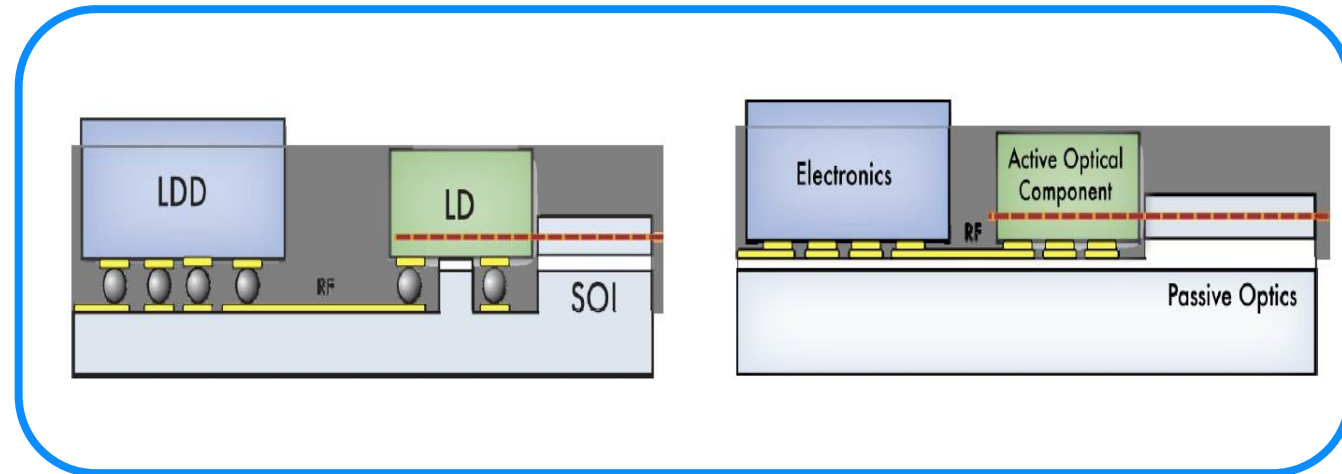 LDD
LD
RF
SOI
Electronics
Active Optical
Component
RF
Passive Optics